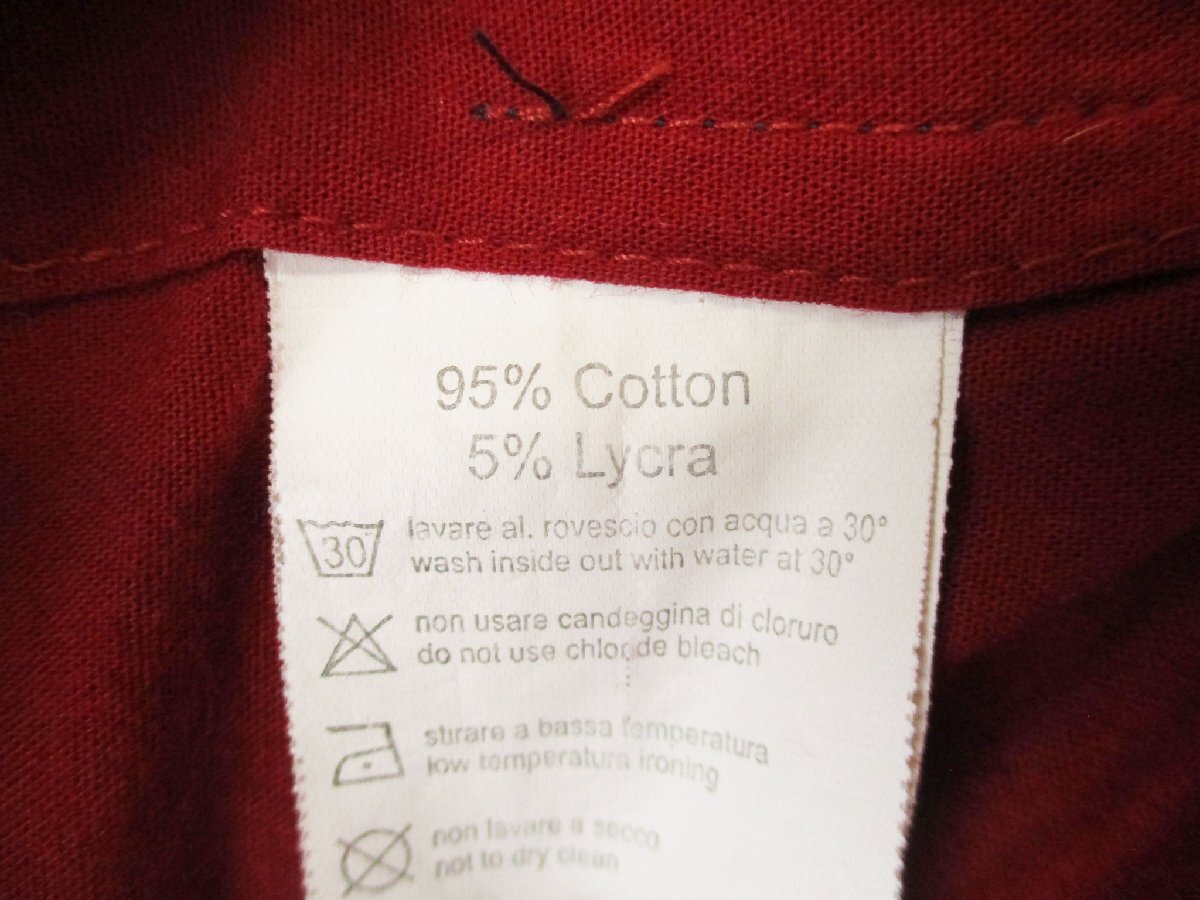 95% Cotton
5% Lycra
30
lavare al. rovescio con acqua a 30°
wash inside out with water at 30°
non usare candeggina di cloruro
do not use chloride bleach
stirare a bassa temperatura
low temperatura ironing
non lavare a secco
not to dry clean